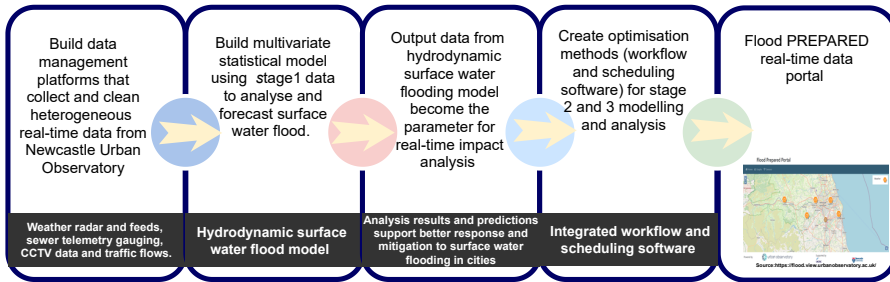 Build data
management
platforms that
collect and clean
heterogeneous
real-time data from
Newcastle Urban
Observatory
Weather radar and feeds,
sewer telemetry gauging,
CCTV data and traffic flows.
Build multivariate
statistical model
using stage1 data
to analyse and
forecast surface
water flood.
Hydrodynamic surface
water flood model
Output data from
hydrodynamic
surface water
flooding model
become the
parameter for
real-time impact
analysis
Analysis results and predictions
support better response and
mitigation to surface water
flooding in cities
Create optimisation
methods (workflow
and scheduling
software) for stage
2 and 3 modelling
and analysis
Integrated workflow and
scheduling software
Flood PREPARED
real-time data
portal
Flood Prepared Portal
Source:https://flood.view.urbanobservatory.ac.uk/